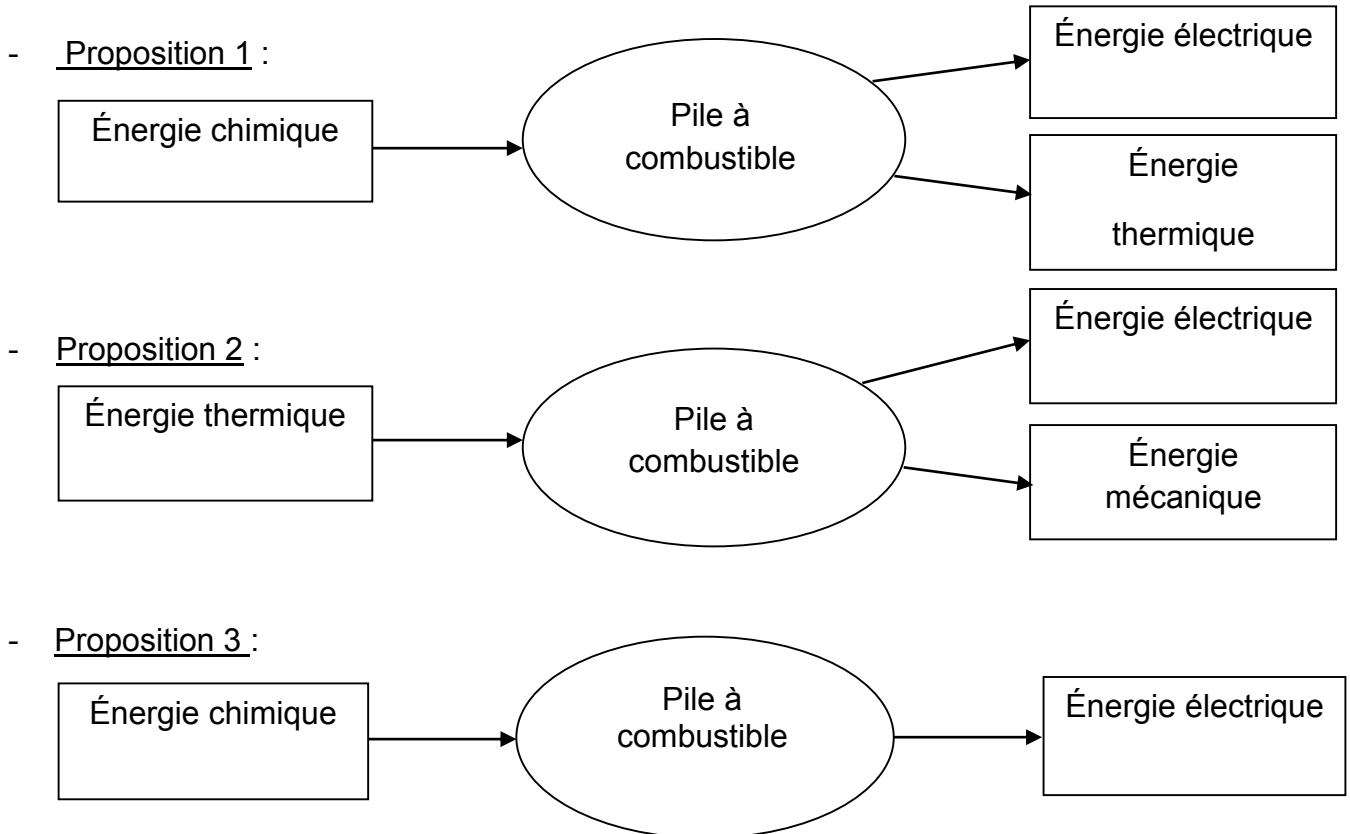 - Proposition 1 :
Énergie chimique
Pile à
combustible
Énergie électrique
Énergie
thermique
- Proposition 2 :
Énergie thermique
Pile à
combustible
Énergie électrique
Énergie
mécanique
- Proposition 3 :
Énergie chimique
Pile à
combustible
Énergie électrique